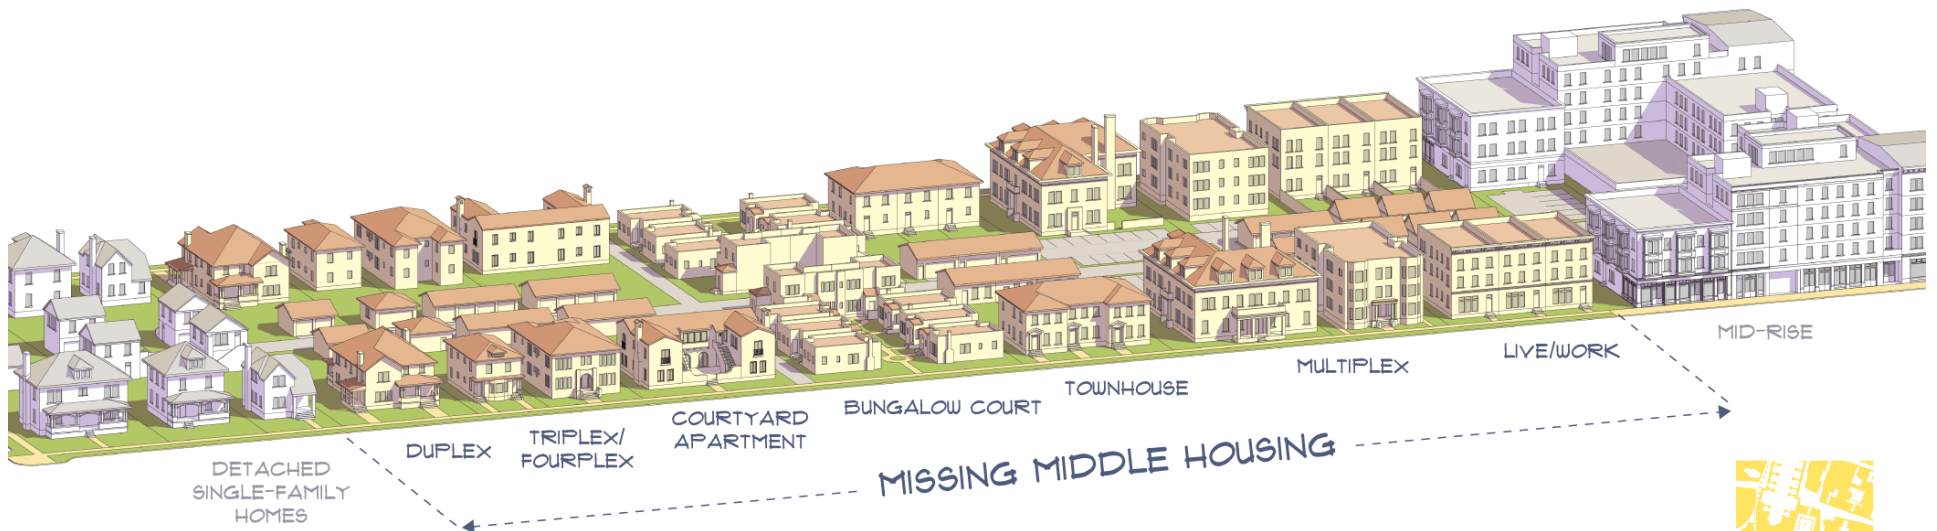 DETACHED
SINGLE-FAMILY
HOMES
DUPLEX
TRIPLEX/
FOURPLEX
COURTYARD
APARTMENT
BUNGALOW COURT
TOWNHOUSE
MULTIPLEX
LIVE/WORK
MID-RISE
MISSING MIDDLE HOUSING